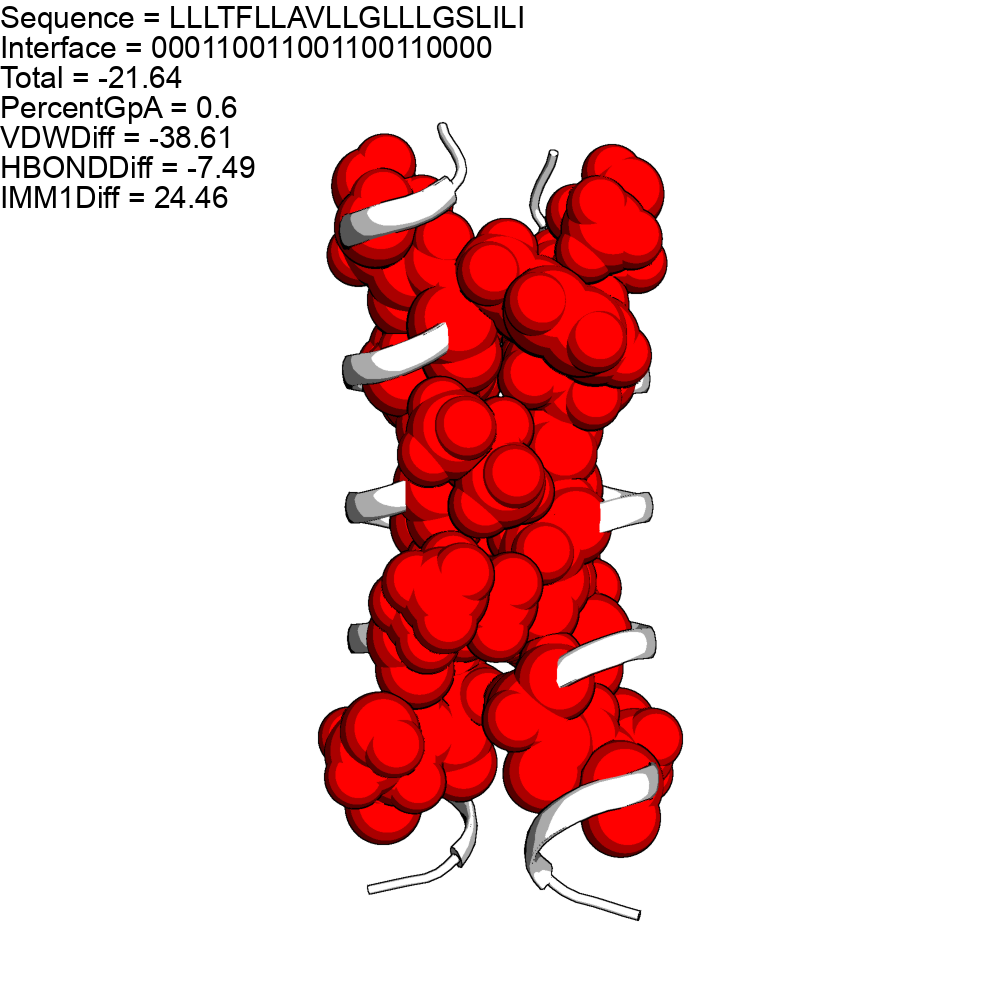 Sequence = LLLTFLLAVLLGLLLGSLILI
Interface = 000110011001100110000
Total = -21.64
PercentGpA = 0.6
VDWDiff = -38.61
HBONDDiff = -7.49
IMM1Diff = 24.46